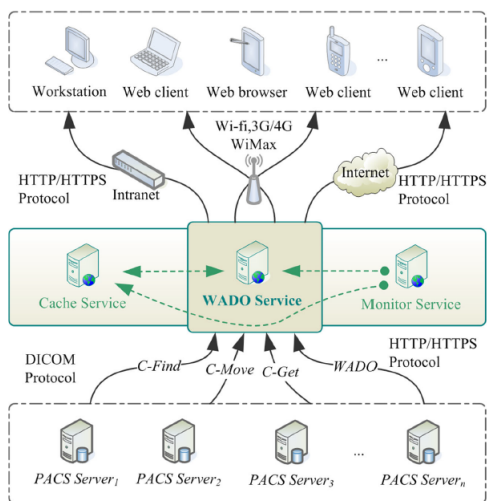 Workstation
Web client
Web browser
Web client
...
Web client
Wi-fi,3G/4G
WiMax
HTTP/HTTPS
Protocol
Intranet
Internet
HTTP/HTTPS
Protocol
Cache Service
WADO Service
Monitor Service
DICOM
Protocol
C-Find
C-Move
C-Get
WADO
HTTP/HTTPS
Protocol
PACS Server1
PACS Server2
PACS Server3
...
PACS Servern